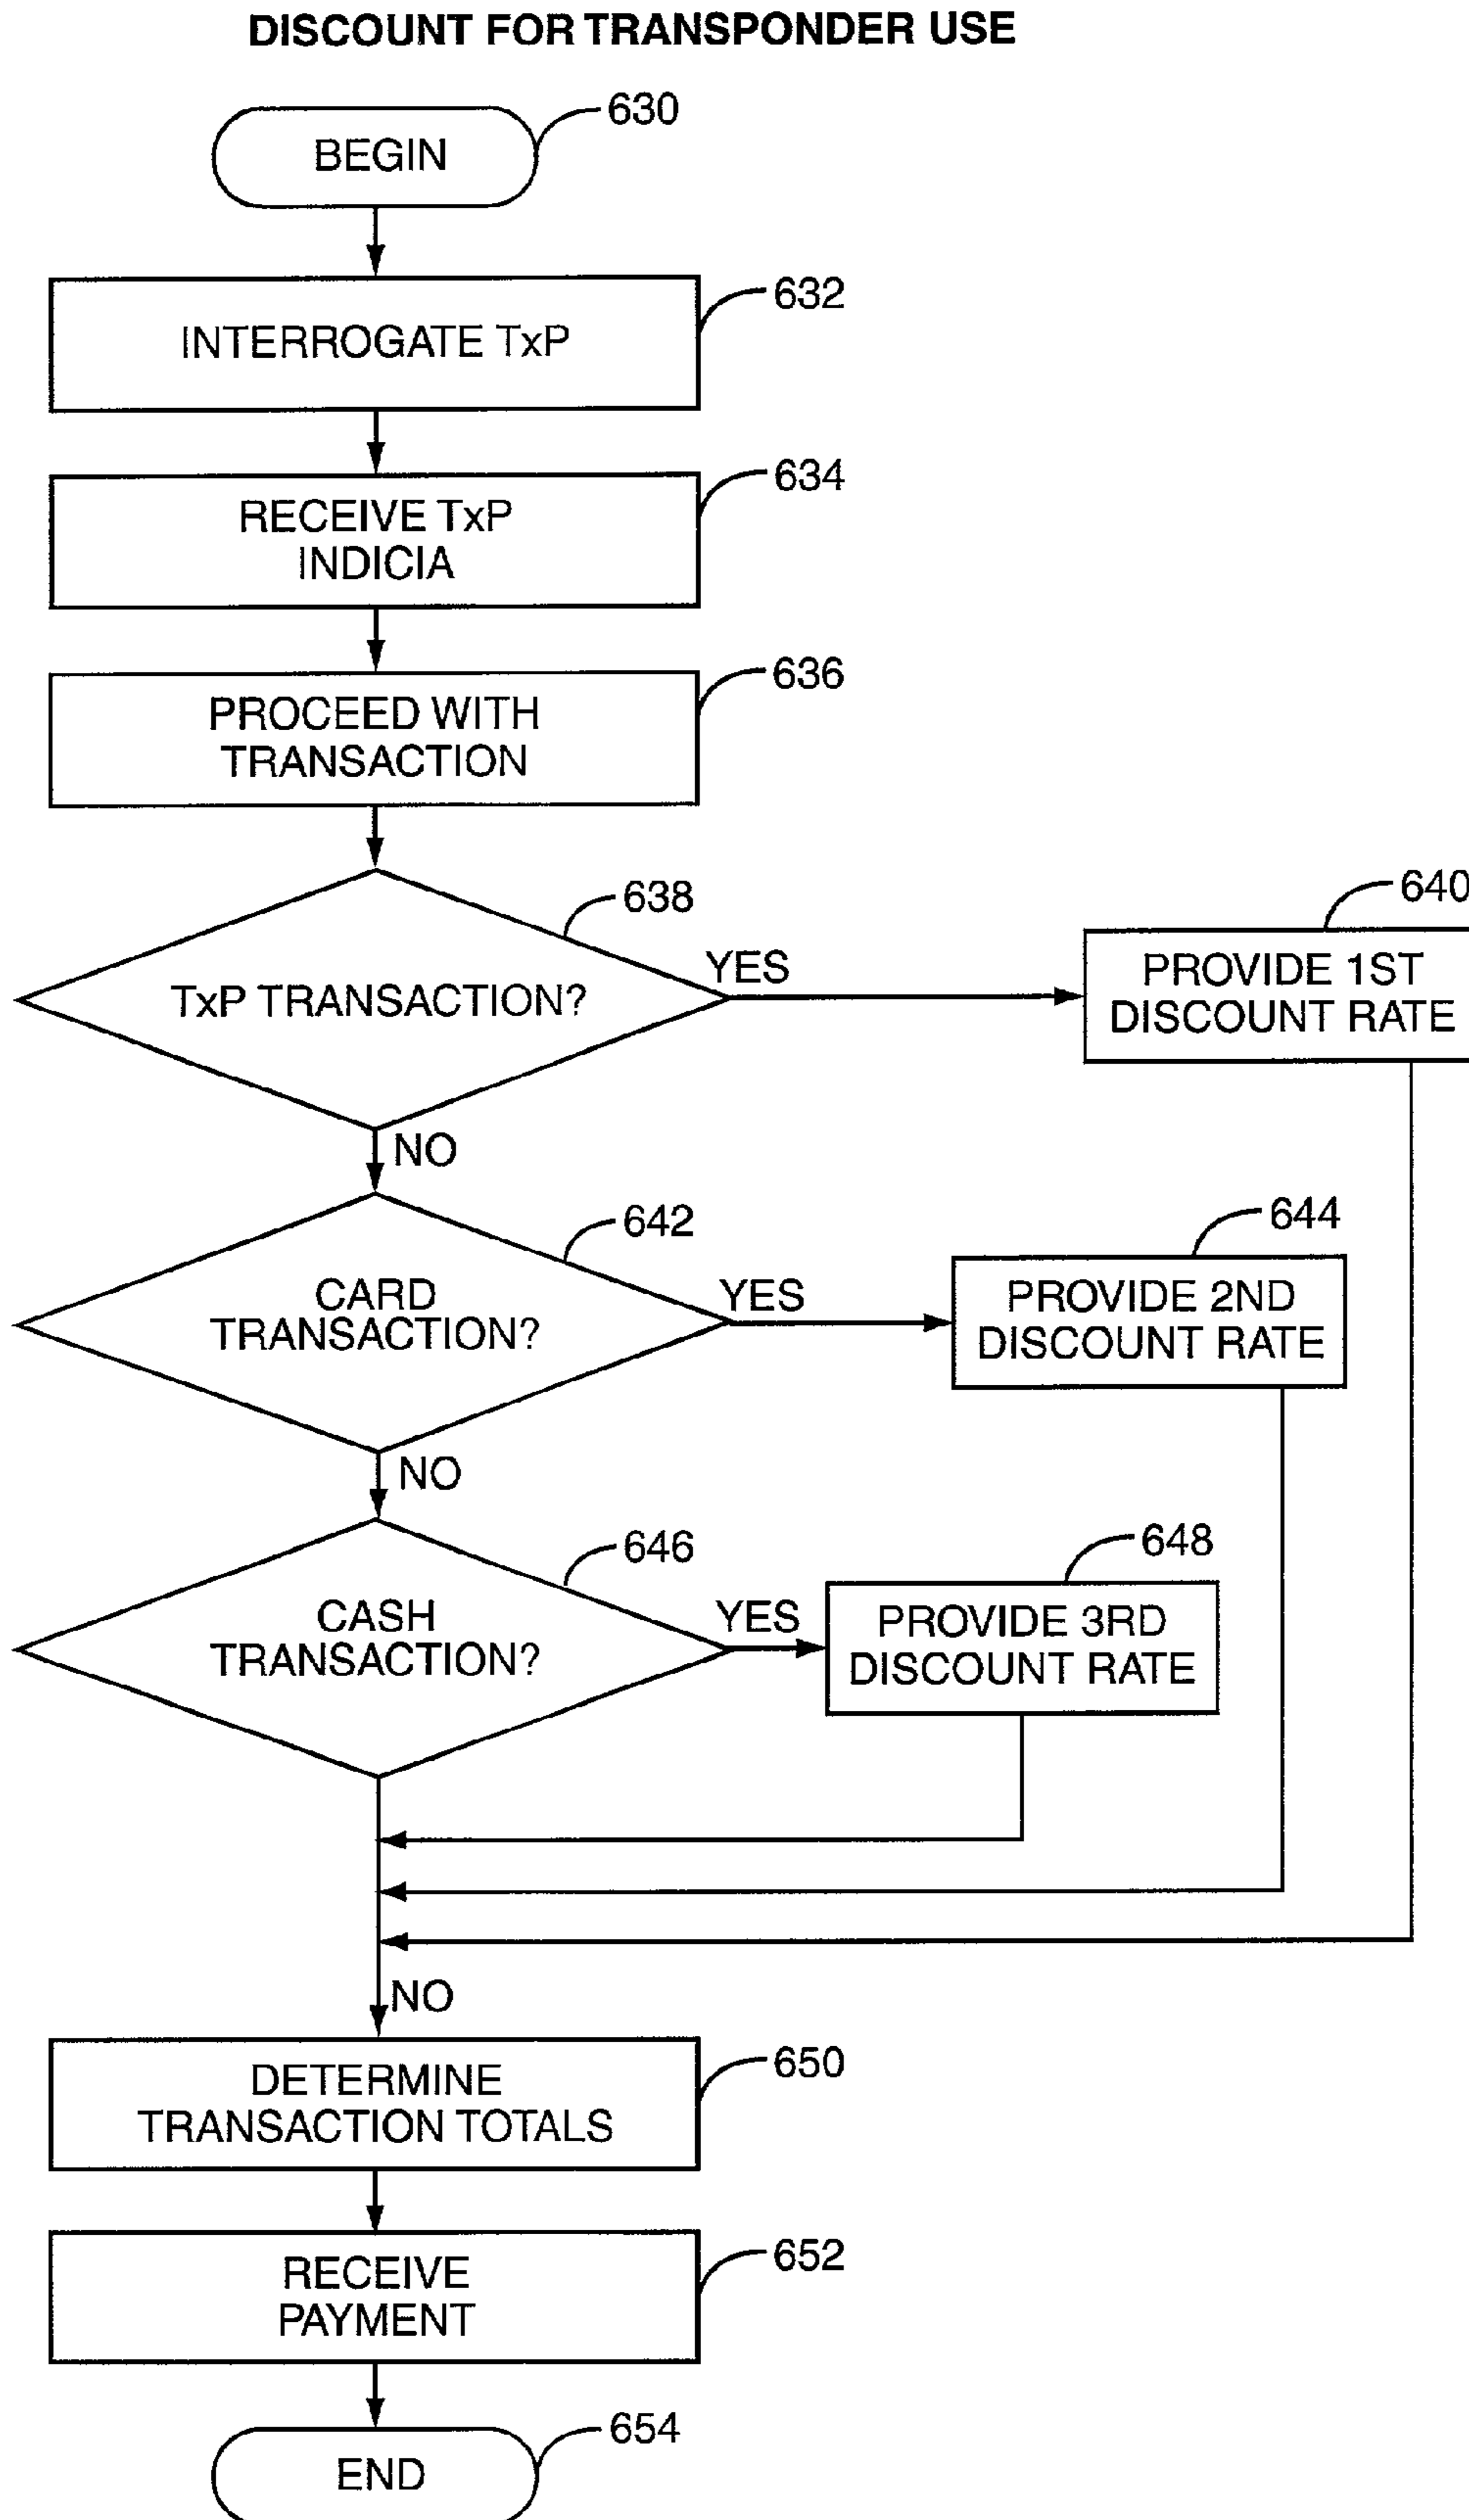 DISCOUNT FOR TRANSPONDER USE
630
BEGIN
632
INTERROGATE TxP
634
RECEIVE TxP
INDICIA
636
PROCEED WITH
TRANSACTION
638
640
YES
TxP TRANSACTION?
PROVIDE 1ST
DISCOUNT RATE
NO
642
644
YES
CARD
TRANSACTION?
PROVIDE 2ND
DISCOUNT RATE
NO
646
648
YES
CASH
TRANSACTION?
PROVIDE 3RD
DISCOUNT RATE
NO
650
DETERMINE
TRANSACTION TOTALS
652
RECEIVE
PAYMENT
654
END